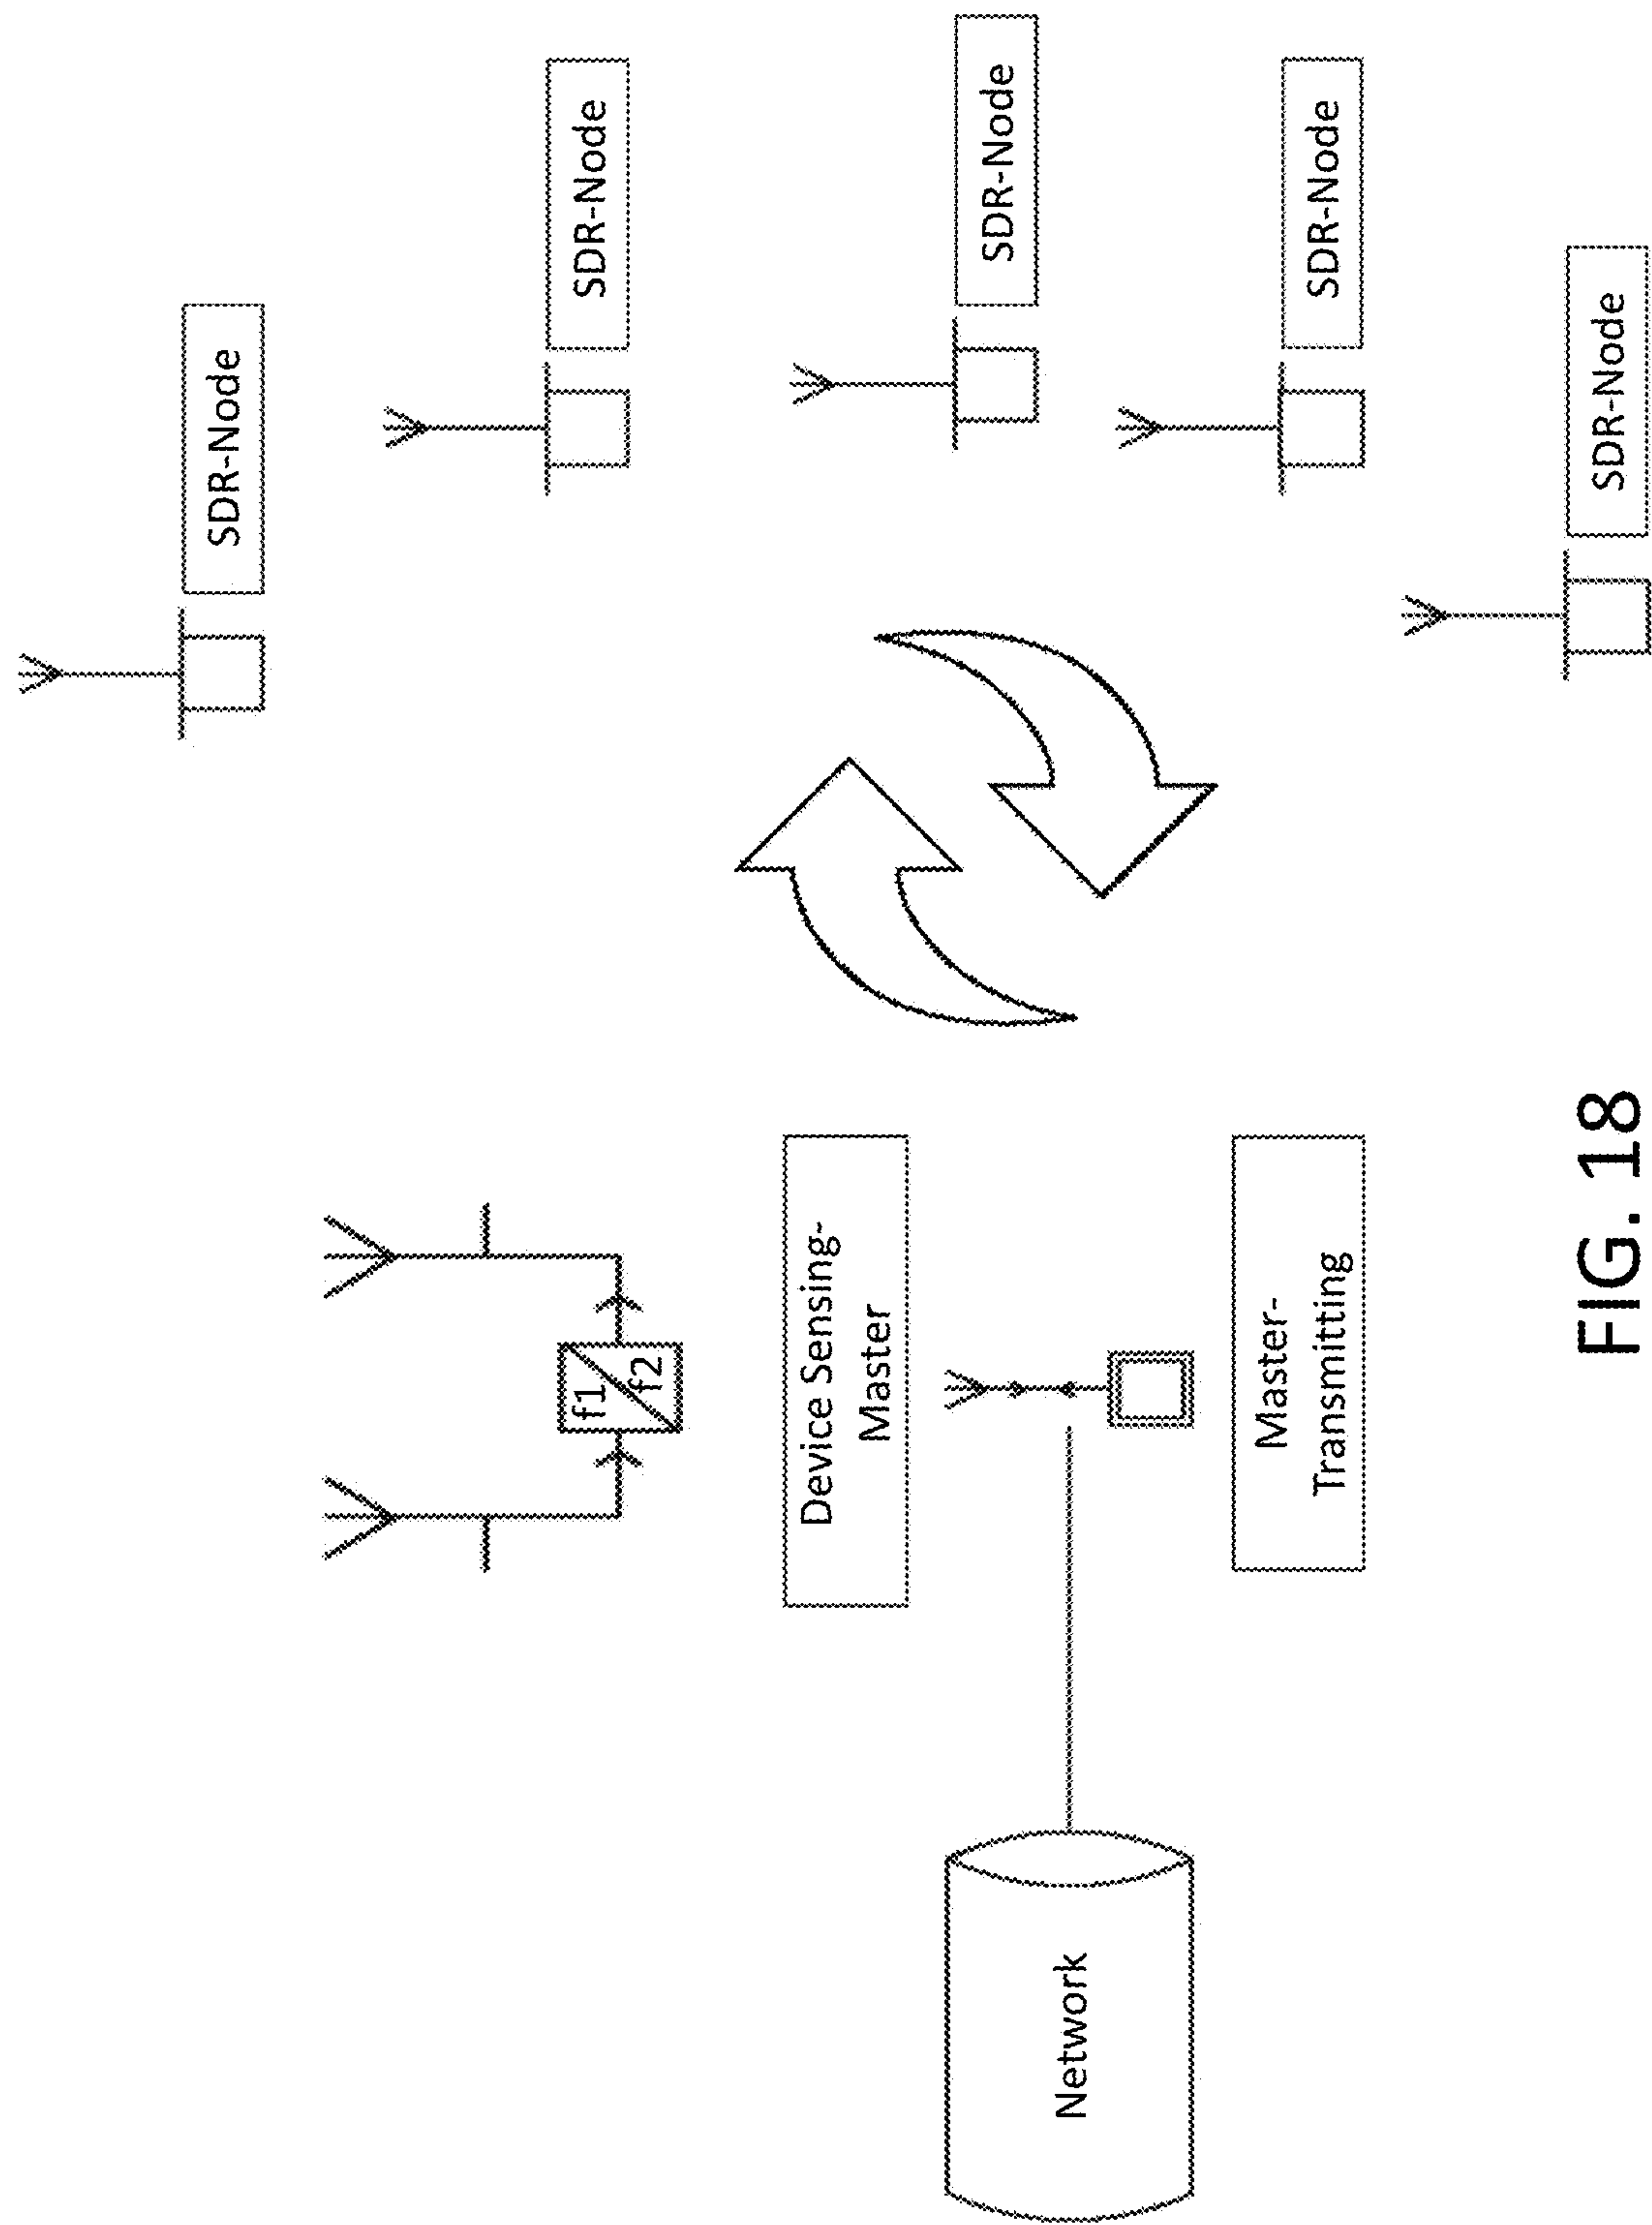 SDR-Node
SDR-Node
SDR-Node
SDR-Node
SDR-Node
f1
f2
Device Sensing-
Master
Master-
Transmitting
Network
FIG. 18